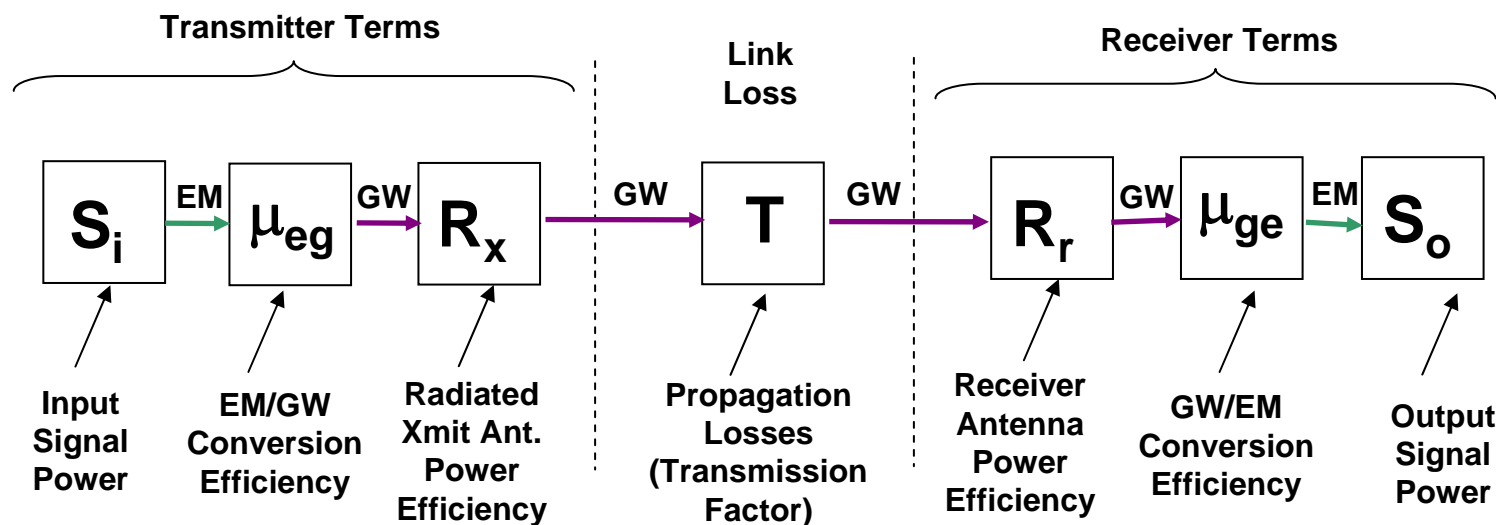 Transmitter Terms
Link
Loss
Receiver Terms
EM
GW
GW
GW
GW
EM
Si
μeg
Rx
T
Rr
μge
So
Input
Signal
Power
EM/GW
Conversion
Efficiency
Radiated
Xmit Ant.
Power
Efficiency
Propagation
Losses
(Transmission
Factor)
Receiver
Antenna
Power
Efficiency
GW/EM
Conversion
Efficiency
Output
Signal
Power